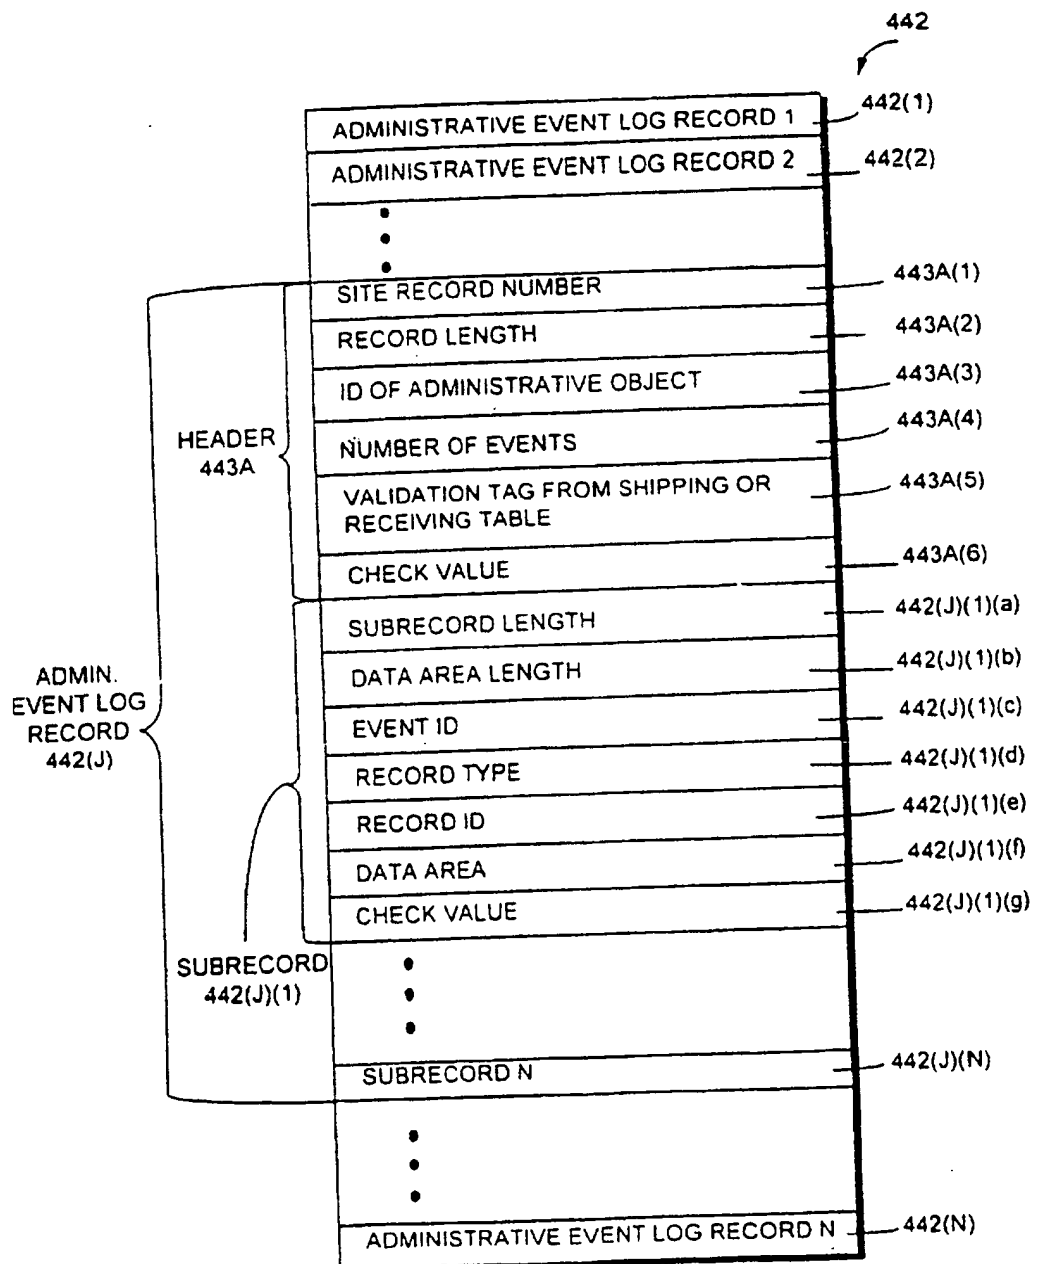 442
ADMINISTRATIVE EVENT LOG RECORD 1
442(1)
ADMINISTRATIVE EVENT LOG RECORD 2
442(2)
SITE RECORD NUMBER
443A(1)
RECORD LENGTH
443A(2)
ID OF ADMINISTRATIVE OBJECT
443A(3)
HEADER
443A
NUMBER OF EVENTS
443A(4)
VALIDATION TAG FROM SHIPPING OR
RECEIVING TABLE
443A(5)
CHECK VALUE
443A(6)
SUBRECORD LENGTH
442(J)(1)(a)
ADMIN.
EVENT LOG
RECORD
442(J)
DATA AREA LENGTH
442(J)(1)(b)
EVENT ID
442(J)(1)(c)
RECORD TYPE
442(J)(1)(d)
RECORD ID
442(J)(1)(e)
DATA AREA
442(J)(1)(f)
CHECK VALUE
442(J)(1)(g)
SUBRECORD
442(J)(1)
SUBRECORD N
442(J)(N)
ADMINISTRATIVE EVENT LOG RECORD N
442(N)